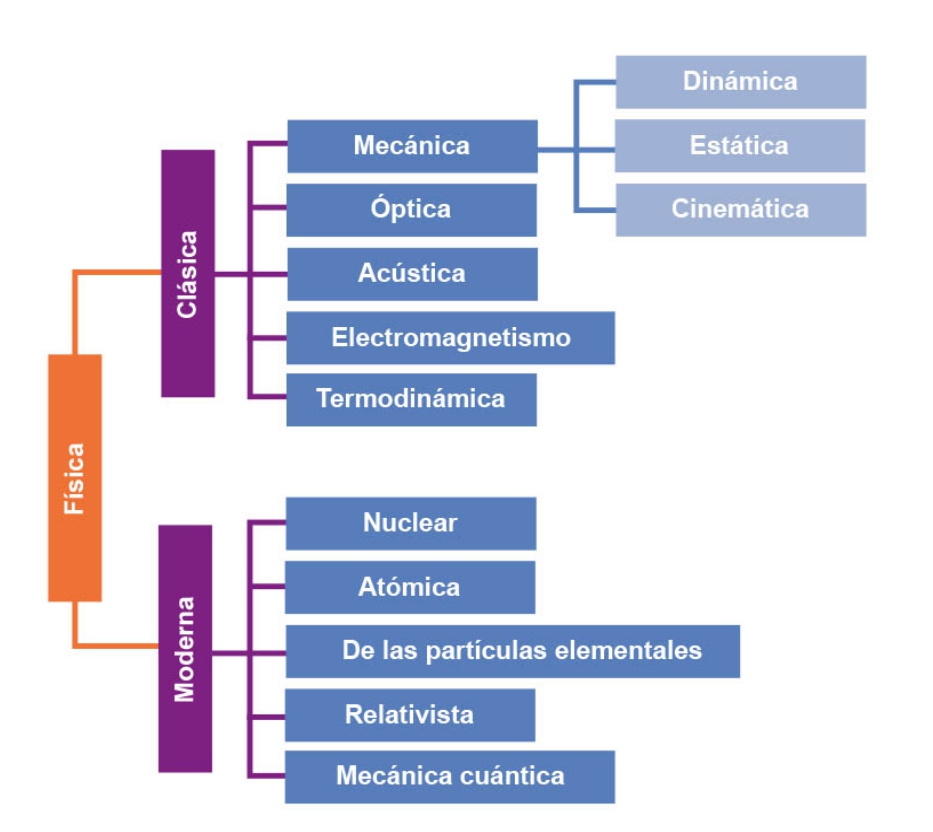 Física
Clásica
Mecánica
Dinámica
Estática
Cinemática
Óptica
Acústica
Electromagnetismo
Termodinámica
Moderna
Nuclear
Atómica
De las partículas elementales
Relativista
Mecánica cuántica